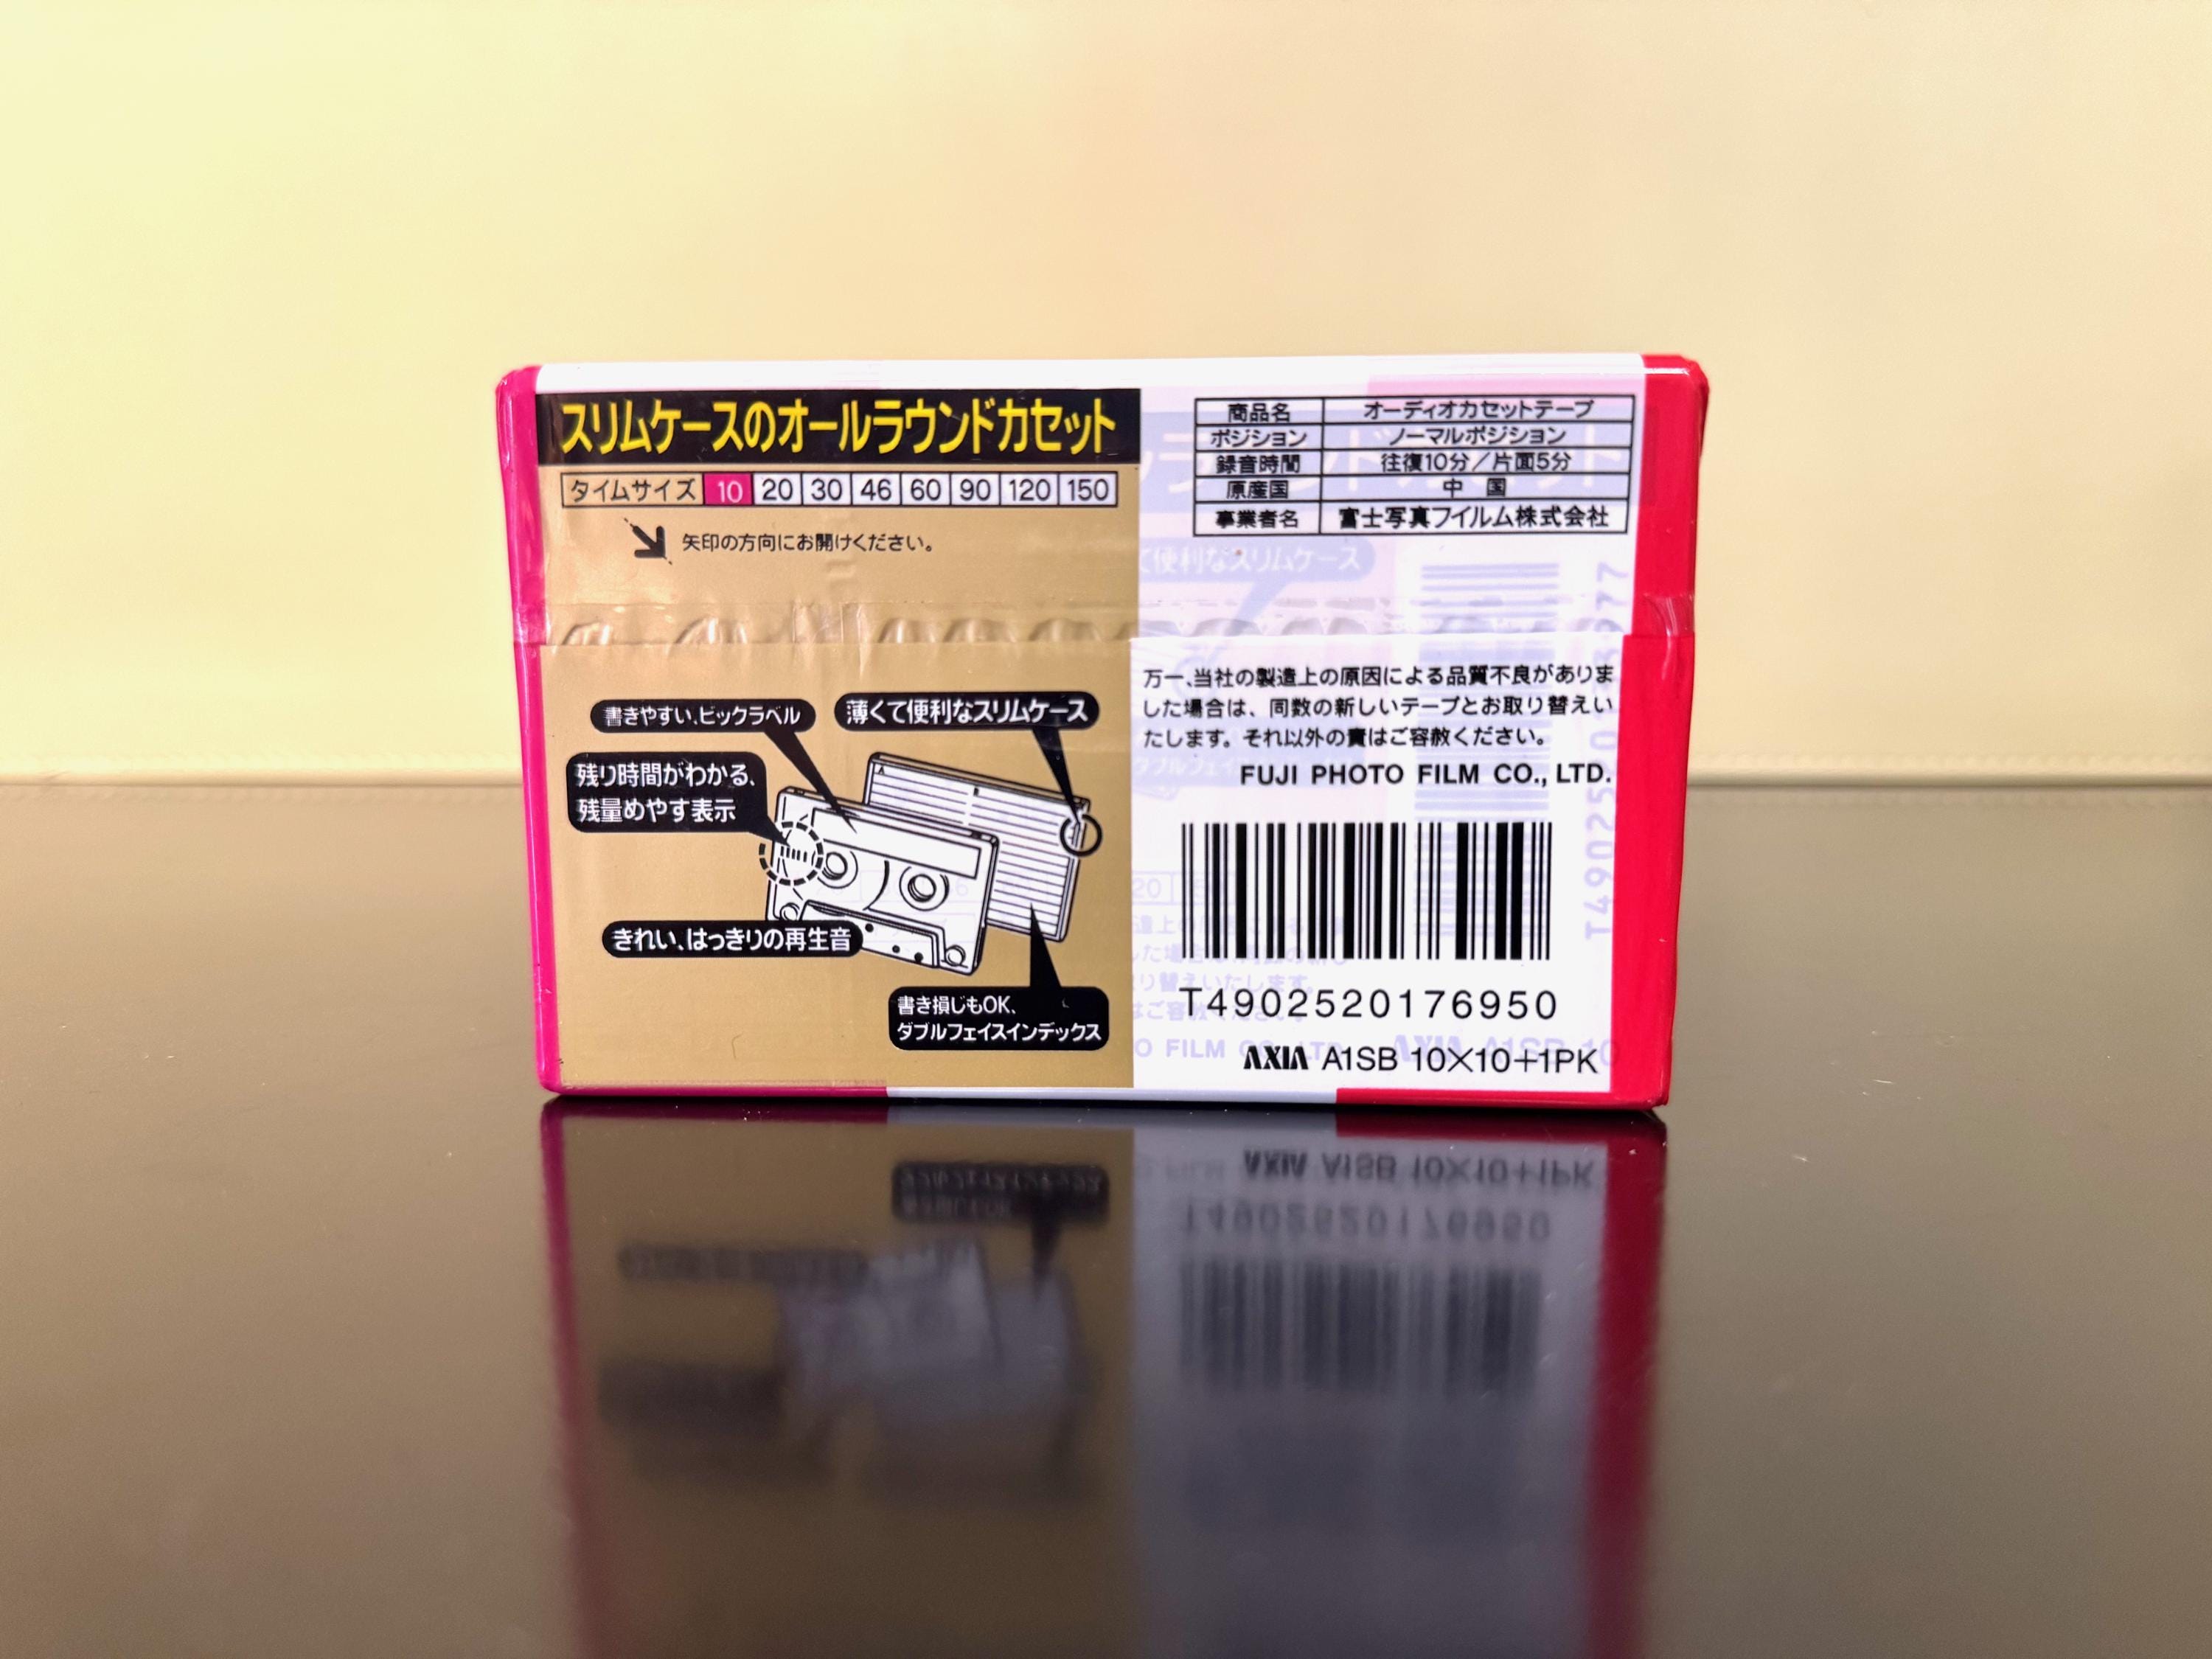 スリムケースのオールラウンドカセット
タイムサイズ 10 20 30 46 60 90 120 150
矢印の方向にお開けください。
書きやすい、ビックラベル
薄くて便利なスリムケース
残り時間がわかる、
残量めやす表示
きれい、はっきりの再生音
書き損じもOK、
ダブルフェイスインデックス
商品名 オーディオカセットテープ
ポジション ノーマルポジション
録音時間 往復10分／片面5分
原産国 中国
事業者名 富士写真フイルム株式会社
万一、当社の製造上の原因による品質不良がありま
した場合は、同数の新しいテープとお取り替えい
たします。それ以外の責はご容赦ください。
FUJI PHOTO FILM CO., LTD.
T4902520176950
AXIA A1SB 10×10+1PK